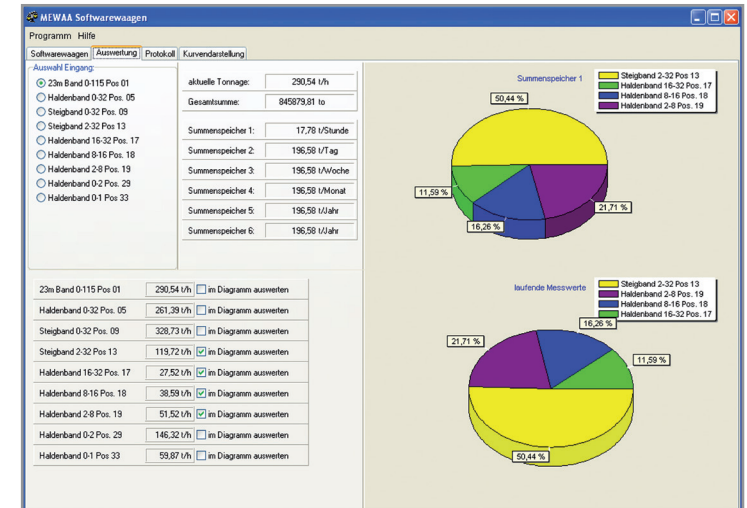 MEWAA Softwarewaagen
Programm Hilfe
Softwarewaagen Auswertung Protokoll Kurvendarstellung
Auswahl Eingang:
23m Band 0-115 Pos 01
Haldenband 0-32 Pos. 05
Steigband 0-32 Pos. 09
Steigband 2-32 Pos 13
Haldenband 16-32 Pos. 17
Haldenband 8-16 Pos. 18
Haldenband 2-8 Pos. 19
Haldenband 0-2 Pos. 29
Haldenband 0-1 Pos 33
aktuelle Tonnage: 290,54 t/h
Gesamtsumme: 845879,81 to
Summenspeicher 1: 17,78 t/Stunde
Summenspeicher 2: 196,58 t/Tag
Summenspeicher 3: 196,58 t/Woche
Summenspeicher 4: 196,58 t/Monat
Summenspeicher 5: 196,58 t/Jahr
Summenspeicher 6: 196,58 t/Jahr
Summenspeicher 1
Steigband 2-32 Pos 13
Haldenband 16-32 Pos. 17
Haldenband 8-16 Pos. 18
Haldenband 2-8 Pos. 19
50,44 %
11,59 %
21,71 %
16,26 %
23m Band 0-115 Pos 01 290,54 t/h im Diagramm auswerten
Haldenband 0-32 Pos. 05 261,39 t/h im Diagramm auswerten
Steigband 0-32 Pos. 09 328,73 t/h im Diagramm auswerten
Steigband 2-32 Pos 13 119,72 t/h im Diagramm auswerten
Haldenband 16-32 Pos. 17 27,52 t/h im Diagramm auswerten
Haldenband 8-16 Pos. 18 38,59 t/h im Diagramm auswerten
Haldenband 2-8 Pos. 19 51,52 t/h im Diagramm auswerten
Haldenband 0-2 Pos. 29 146,32 t/h im Diagramm auswerten
Haldenband 0-1 Pos 33 59,87 t/h im Diagramm auswerten
laufende Messwerte
Steigband 2-32 Pos 13
Haldenband 2-8 Pos. 19
Haldenband 8-16 Pos. 18
Haldenband 16-32 Pos. 17
16,26 %
21,71 %
11,59 %
50,44 %